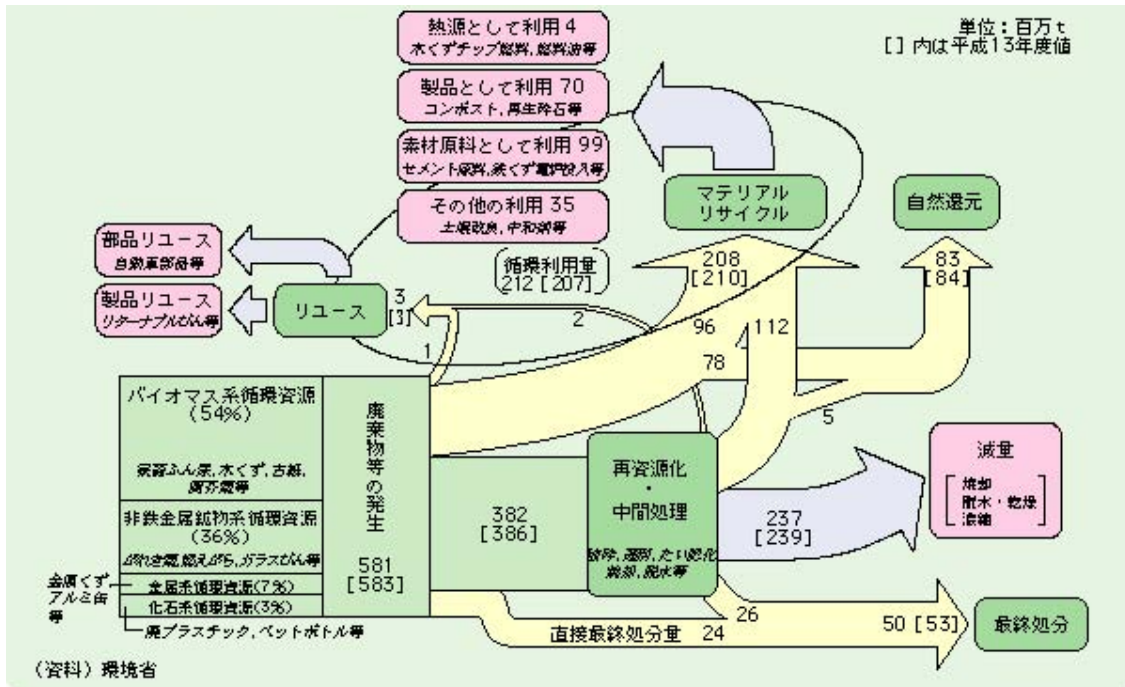 熱源として利用 4
木くずチップ燃料,燃料油等
単位:百万t
[ ] 内は平成13年度値
製品として利用 70
コンポスト,再生砕石等
素材原料として利用 99
セメント原料,鉄くず電炉投入等
その他の利用 35
土壌改良,中和剤等
マテリアル
リサイクル
自然還元
部品リユース
自動車部品等
製品リユース
リターナブルびん等
リユース
3
[3]
循環利用量
212 [207]
208
[210]
83
[84]
1
2
96
112
78
5
バイオマス系循環資源
(54%)
家畜ふん尿,木くず,古紙,
厨芥類等
非鉄金属鉱物系循環資源
(36%)
がれき類,燃えがら,ガラスびん等
金属くず
アルミ缶
等
金属系循環資源(7%)
化石系循環資源(3%)
廃プラスチック,ペットボトル等
廃棄物等の発生
581
[583]
382
[386]
再資源化
・
中間処理
破砕,選別,たい肥化
焼却,脱水等
237
[239]
減量
焼却
脱水・乾燥
濃縮
26
直接最終処分量
24
50 [53]
最終処分
(資料)環境省